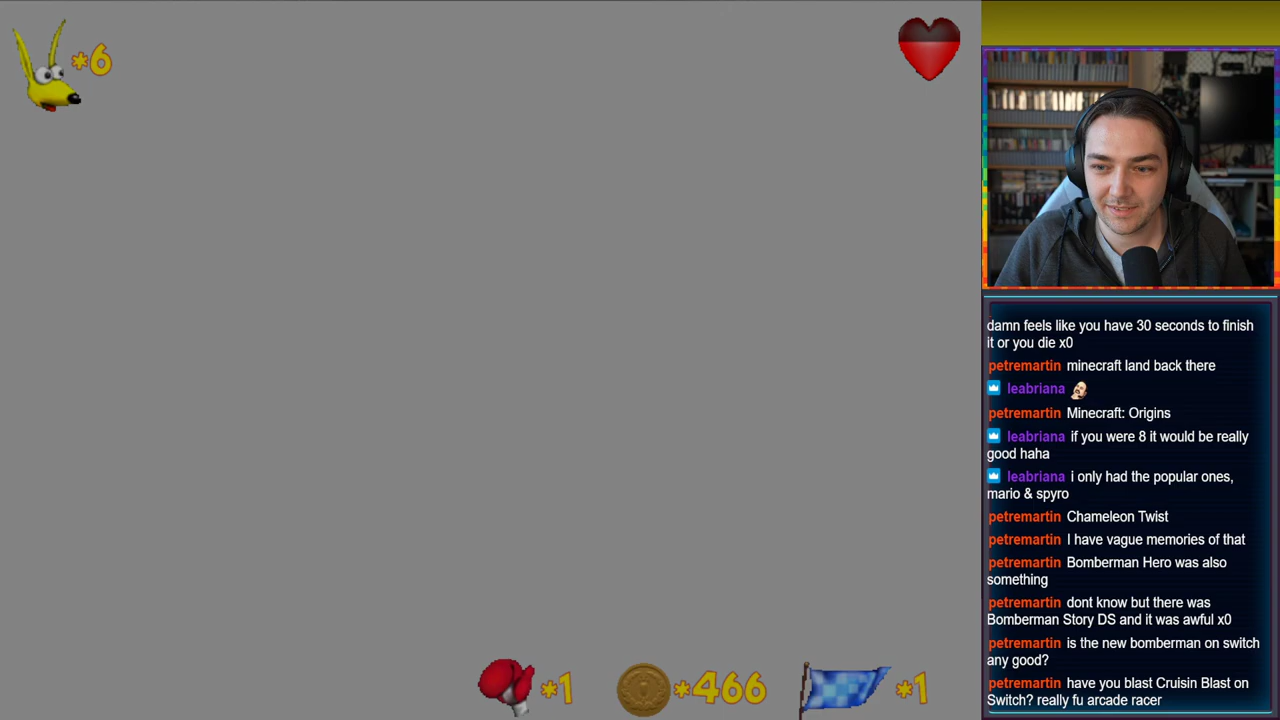 *6
*1
*466
*1
damn feels like you have 30 seconds to finish
it or you die x0
petremartin minecraft land back there
leabriana
petremartin Minecraft: Origins
leabriana if you were 8 it would be really
good haha
leabriana i only had the popular ones,
mario & spyro
petremartin Chameleon Twist
petremartin I have vague memories of that
petremartin Bomberman Hero was also
something
petremartin dont know but there was
Bomberman Story DS and it was awful x0
petremartin is the new bomberman on switch
any good?
petremartin have you blast Cruisin Blast on
Switch? really fu arcade racer